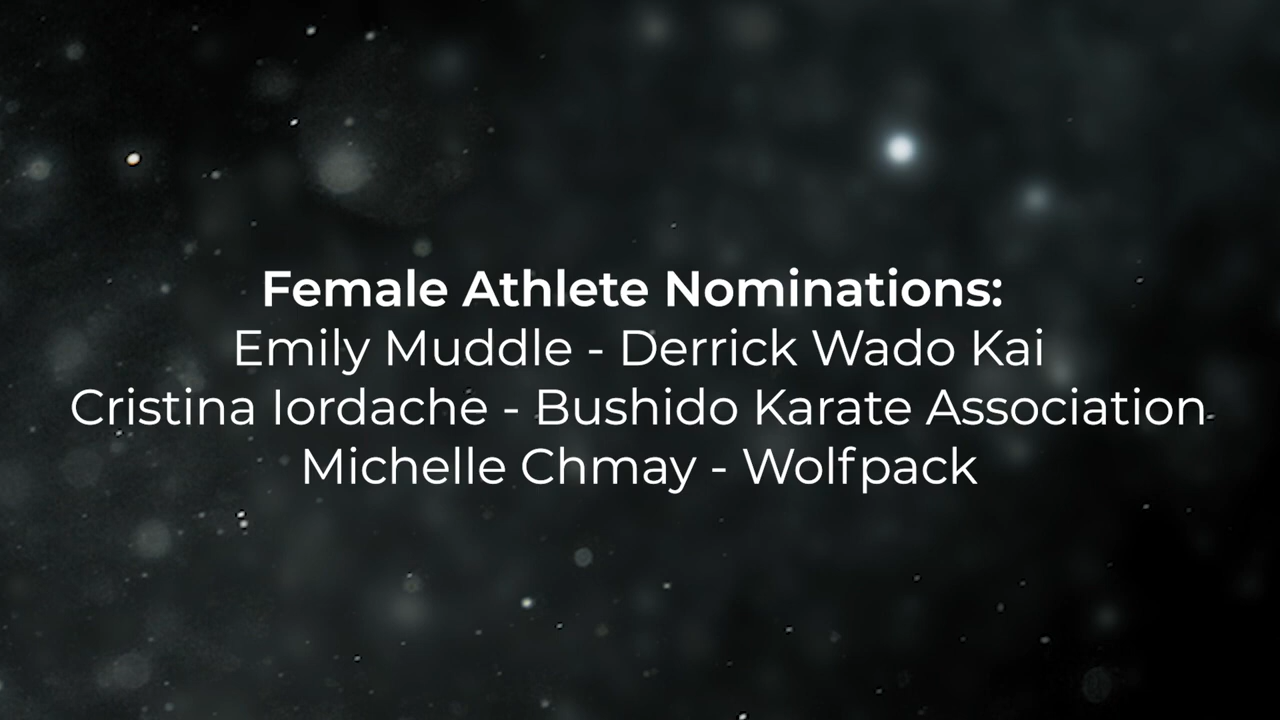 Female Athlete Nominations:
Emily Muddle - Derrick Wado Kai
Cristina Iordache - Bushido Karate Association
Michelle Chmay - Wolfpack